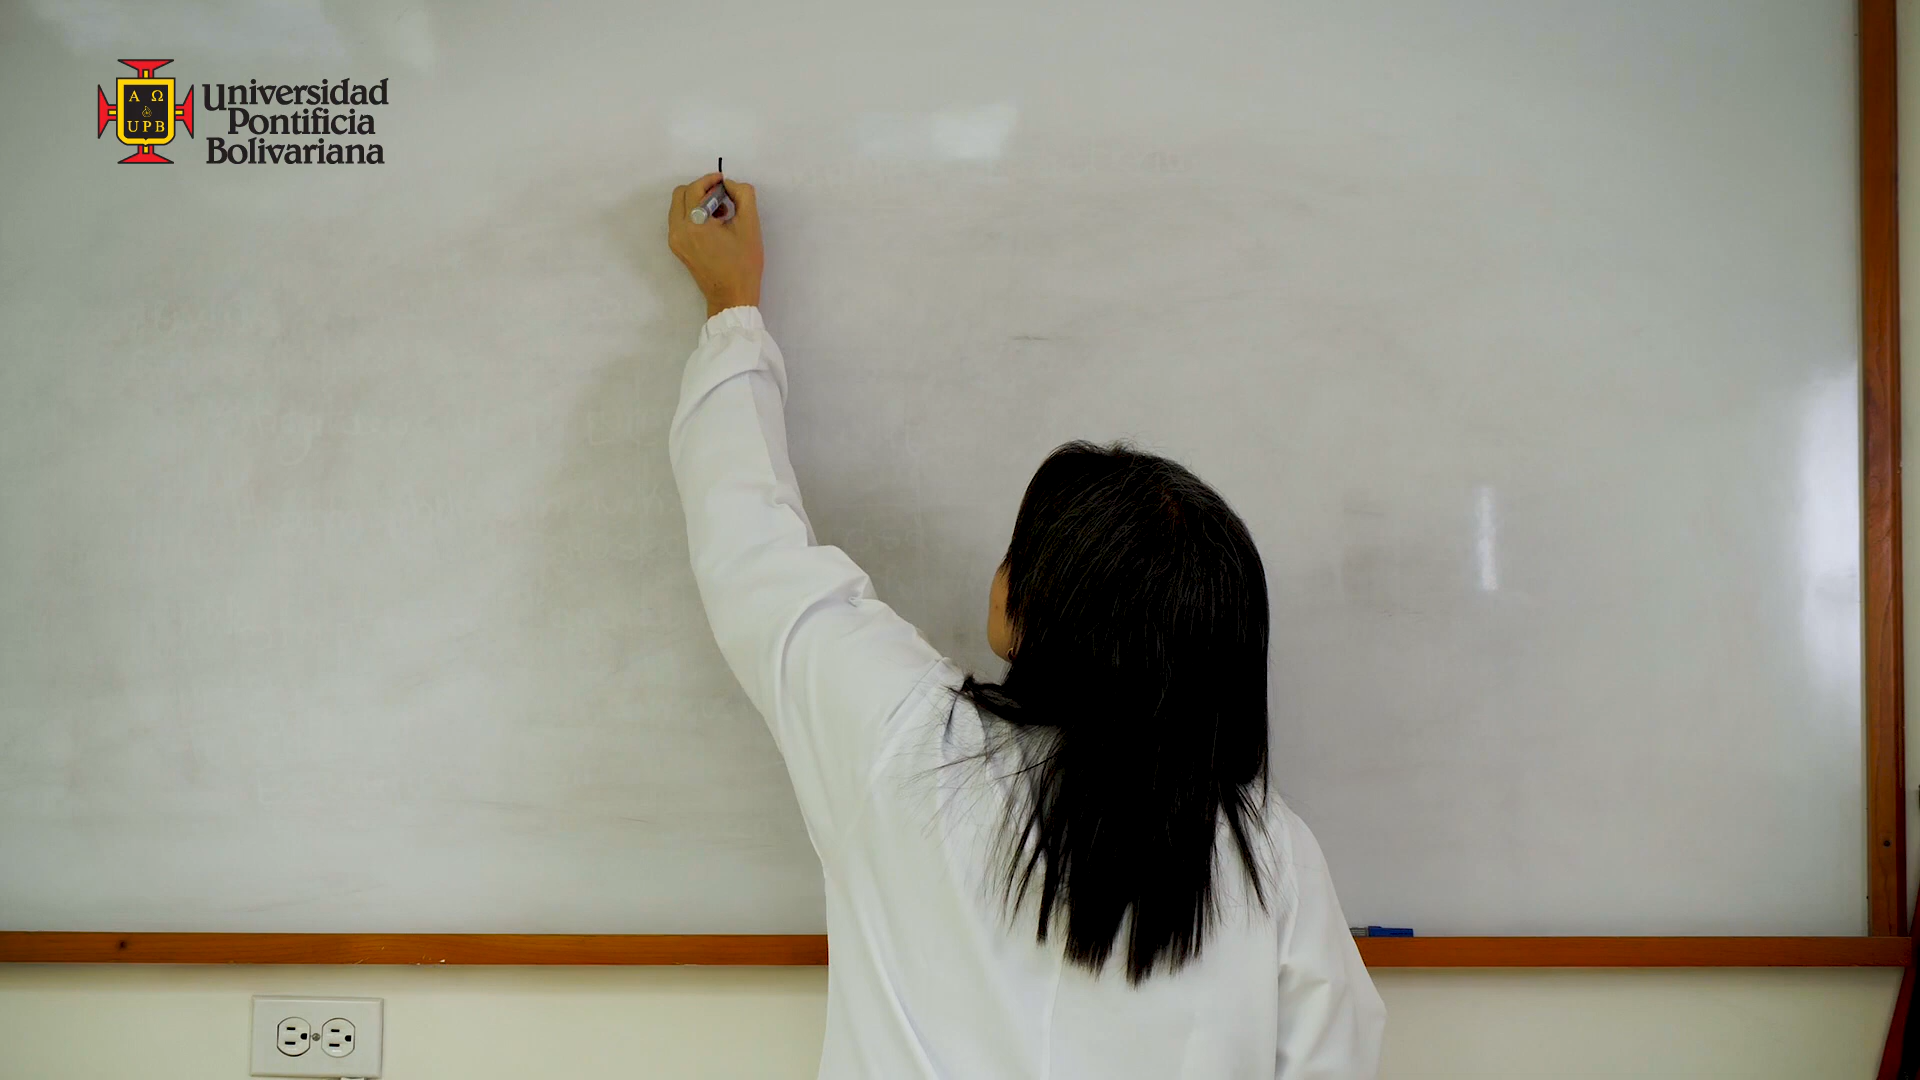 Α Ω
UPB
Universidad
Pontificia
Bolivariana